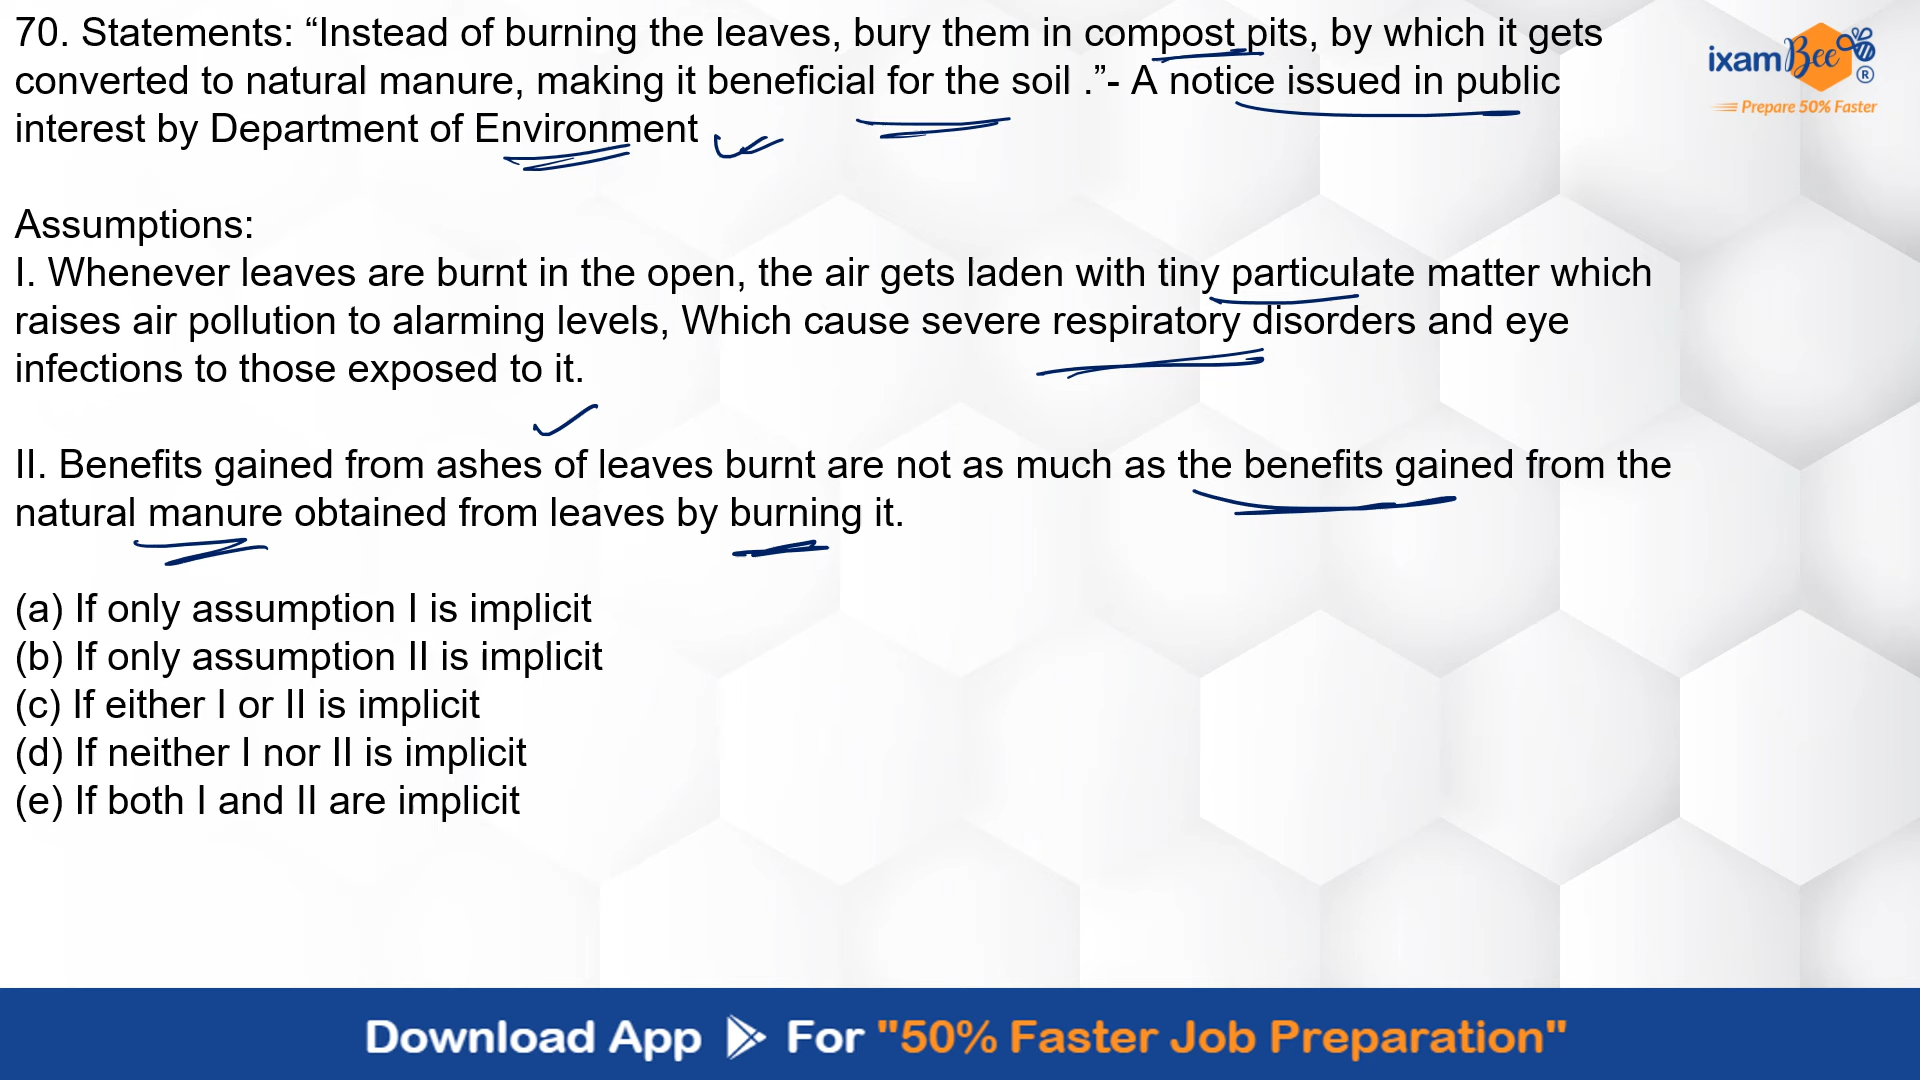 70. Statements: “Instead of burning the leaves, bury them in compost pits, by which it gets
converted to natural manure, making it beneficial for the soil .”- A notice issued in public
interest by Department of Environment
ixamBee
®
Prepare 50% Faster
Assumptions:
I. Whenever leaves are burnt in the open, the air gets laden with tiny particulate matter which
raises air pollution to alarming levels, Which cause severe respiratory disorders and eye
infections to those exposed to it.
II. Benefits gained from ashes of leaves burnt are not as much as the benefits gained from the
natural manure obtained from leaves by burning it.
(a) If only assumption I is implicit
(b) If only assumption II is implicit
(c) If either I or II is implicit
(d) If neither I nor II is implicit
(e) If both I and II are implicit
Download App For "50% Faster Job Preparation"